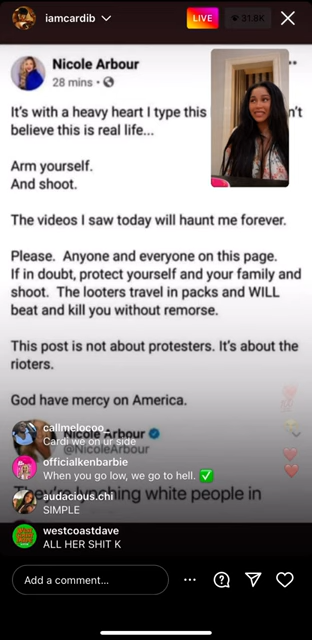 iamcardib
LIVE
31.8K
Nicole Arbour
28 mins
It's with a heavy heart I type this
n't
believe this is real life...
Arm yourself.
And shoot.
The videos I saw today will haunt me forever.
Please. Anyone and everyone on this page.
If in doubt, protect yourself and your family and
shoot. The looters travel in packs and WILL
beat and kill you without remorse.
This post is not about protesters. It's about the
rioters.
God have mercy on America.
callmelocoo_
Nicole Arbour
Cardi we on ur side
@NicoleArbour
officialkenbarbie
When you go low, we go to hell. ✅
They're lynching white people in
audacious.chi
SIMPLE
westcoastdave
ALL HER SHIT K
Add a comment...